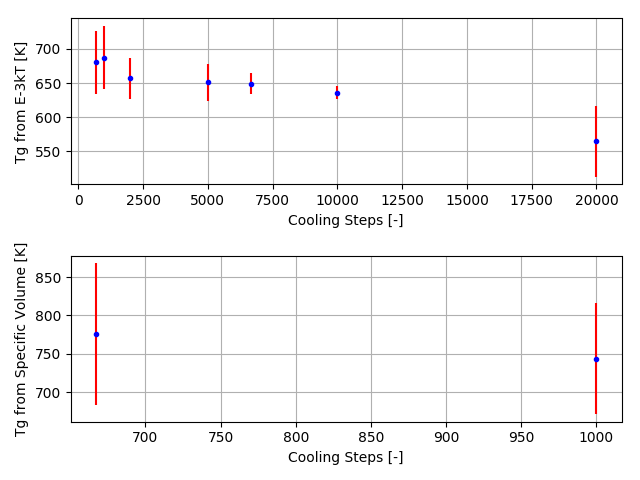 Tg from E-3kT [K]
700
650
600
550
0 2500 5000 7500 10000 12500 15000 17500 20000
Cooling Steps [-]
Tg from Specific Volume [K]
850
800
750
700
700 750 800 850 900 950 1000
Cooling Steps [-]